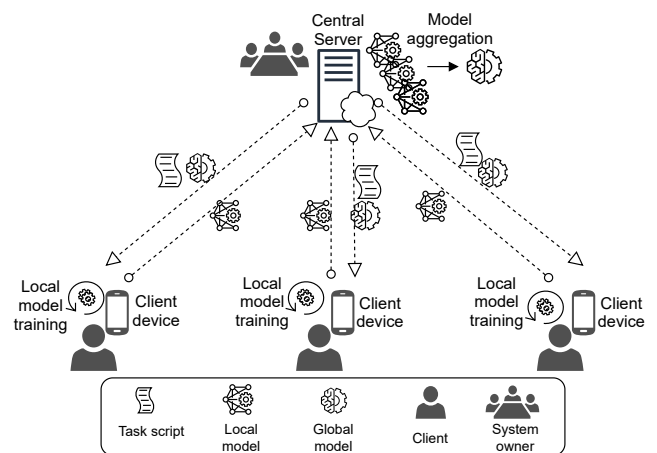 Central
Server
Model
aggregation
Local
model
training
Client
device
Local
model
training
Client
device
Local
model
training
Client
device
Task script
Local
model
Global
model
Client
System
owner